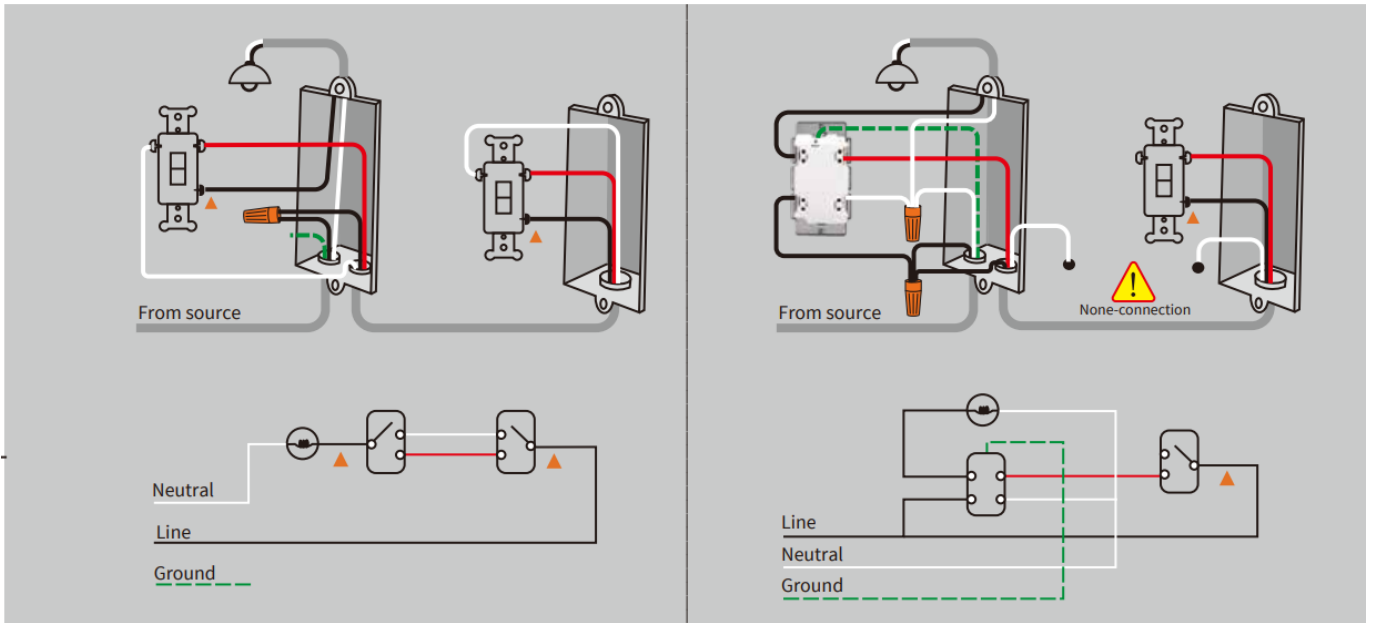 From source
Neutral
Line
Ground
From source
!
None-connection
Line
Neutral
Ground